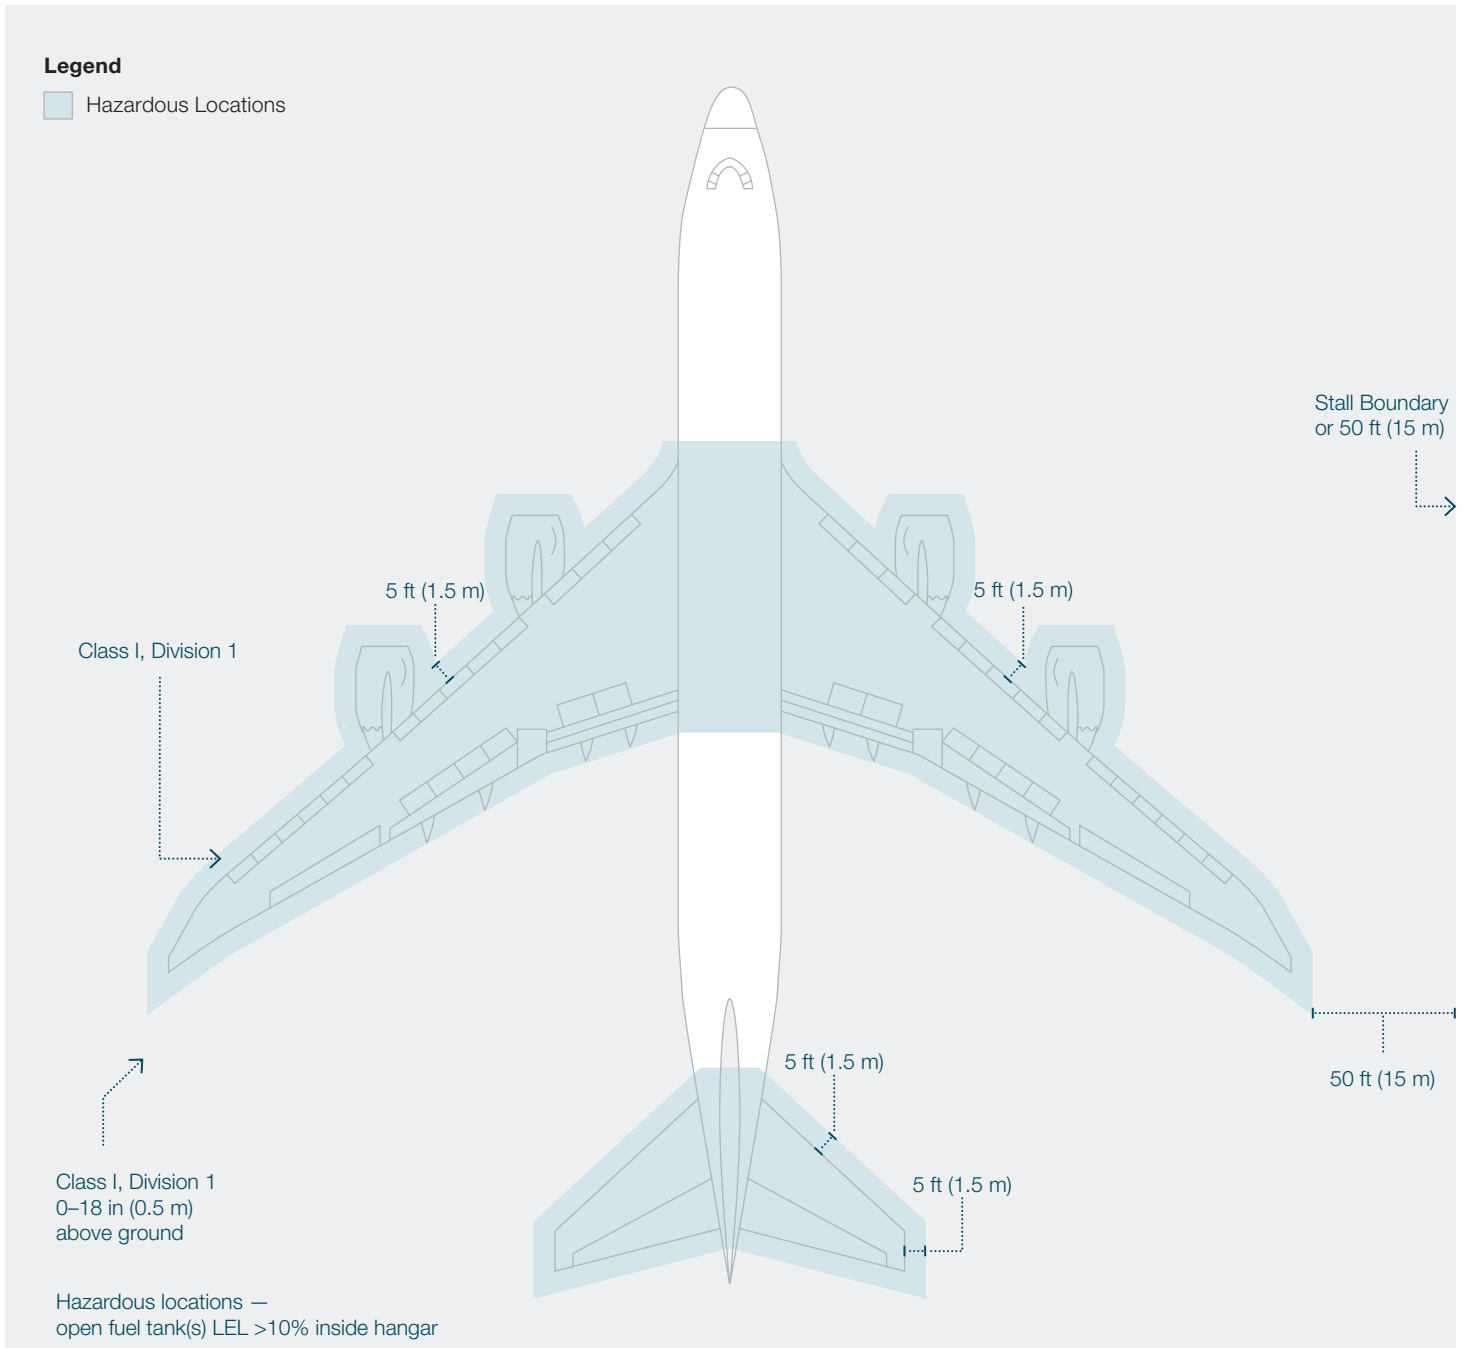 Legend
Hazardous Locations
Stall Boundary
or 50 ft (15 m)
5 ft (1.5 m)
5 ft (1.5 m)
Class I, Division 1
5 ft (1.5 m)
50 ft (15 m)
Class I, Division 1
0–18 in (0.5 m)
above ground
5 ft (1.5 m)
Hazardous locations —
open fuel tank(s) LEL >10% inside hangar